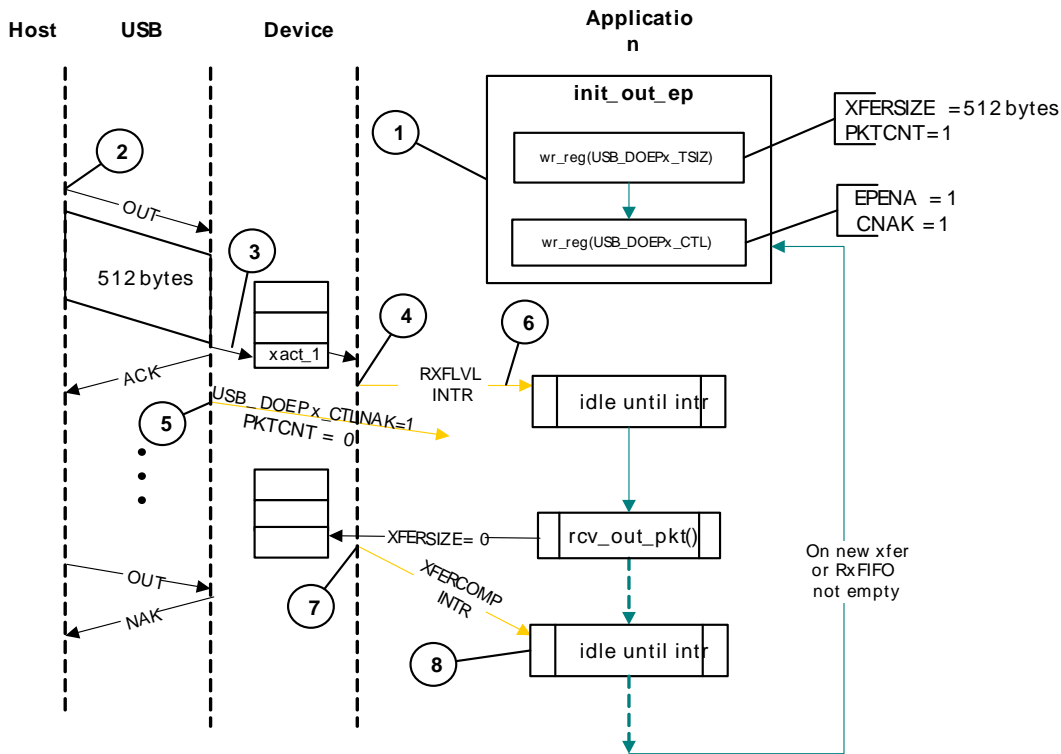 Host
USB
Device
Applicatio
n
init_out_ep
1
wr_reg(USB_DOEPx_TSIZ)
XFERSIZE =512 bytes
PKTCNT=1
wr_reg(USB_DOEPx_CTL)
EPENA = 1
CNAK = 1
2
OUT
512 bytes
3
xact_1
ACK
4
RXFLVL
INTR
6
idle until intr
5
USB_DOEPx_CTLNAK=1
PKTCNT = 0
XFERSIZE= 0
rcv_out_pkt()
On new xfer
or RxFIFO
not empty
OUT
NAK
7
XFERCOMP
INTR
8
idle until intr